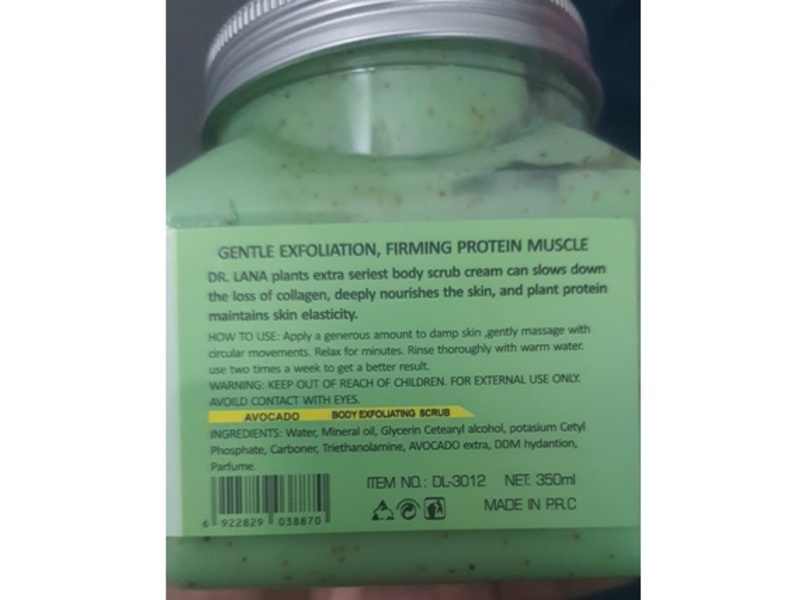 GENTLE EXFOLIATION, FIRMING PROTEIN MUSCLE
DR. LANA plants extra seriest body scrub cream can slows down
the loss of collagen, deeply nourishes the skin, and plant protein
maintains skin elasticity.
HOW TO USE: Apply a generous amount to damp skin ,gently massage with
circular movements. Relax for minutes. Rinse thoroughly with warm water.
use two times a week to get a better result.
WARNING: KEEP OUT OF REACH OF CHILDREN. FOR EXTERNAL USE ONLY.
AVOILD CONTACT WITH EYES.
AVOCADO BODY EXFOLIATING SCRUB
INGREDIENTS: Water, Mineral oil, Glycerin Cetearyl alcohol, potasium Cetyl
Phosphate, Carboner, Triethanolamine, AVOCADO extra, DDM hydantion,
Parfume.
ITEM NO.: DL-3012 NET: 350ml
MADE IN P.R.C
6 922829 038870